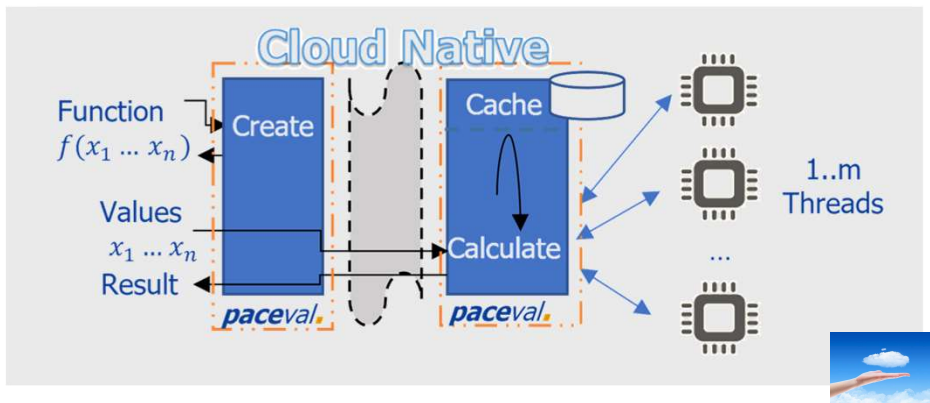 Cloud Native
Function
f(x₁ ... xₙ)
Create
Cache
Values
x₁ ... xₙ
Calculate
Result
paceval.
paceval.
1..m
Threads
...